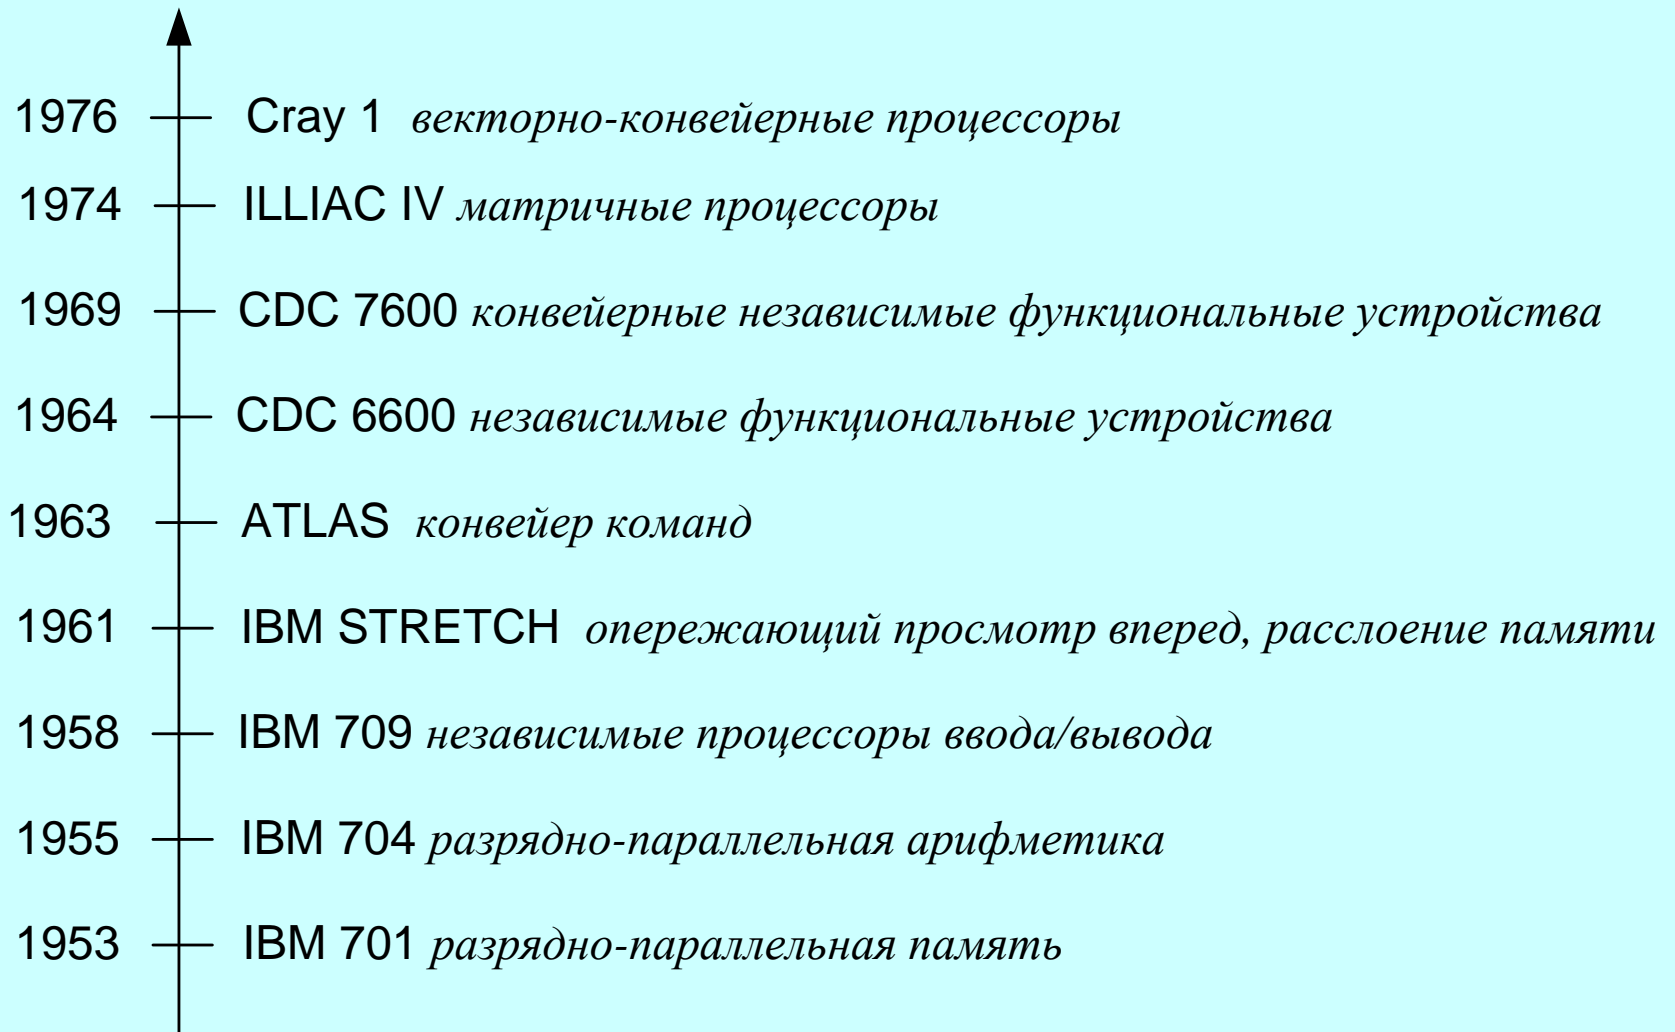 1976 Cray 1 векторно-конвейерные процессоры
1974 ILLIAC IV матричные процессоры
1969 CDC 7600 конвейерные независимые функциональные устройства
1964 CDC 6600 независимые функциональные устройства
1963 ATLAS конвейер команд
1961 IBM STRETCH опережающий просмотр вперед, расслоение памяти
1958 IBM 709 независимые процессоры ввода/вывода
1955 IBM 704 разрядно-параллельная арифметика
1953 IBM 701 разрядно-параллельная память